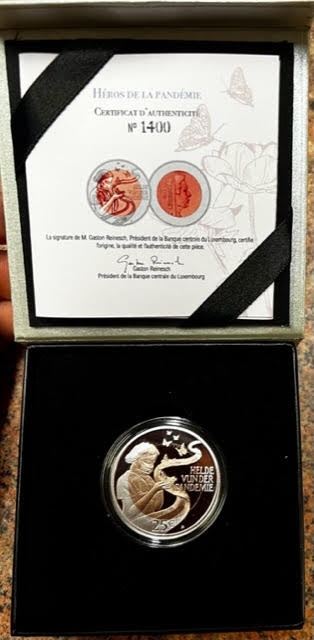 HÉROS DE LA PANDÉMIE
CERTIFICAT D'AUTHENTICITÉ
N° 1400
La signature de M. Gaston Reinesch, Président de la Banque centrale du Luxembourg, certifie
l'origine, la qualité et l'authenticité de cette pièce.
Gaston Reinesch
Président de la Banque centrale du Luxembourg
HELDE
VUN DER
PANDEMIE
25€